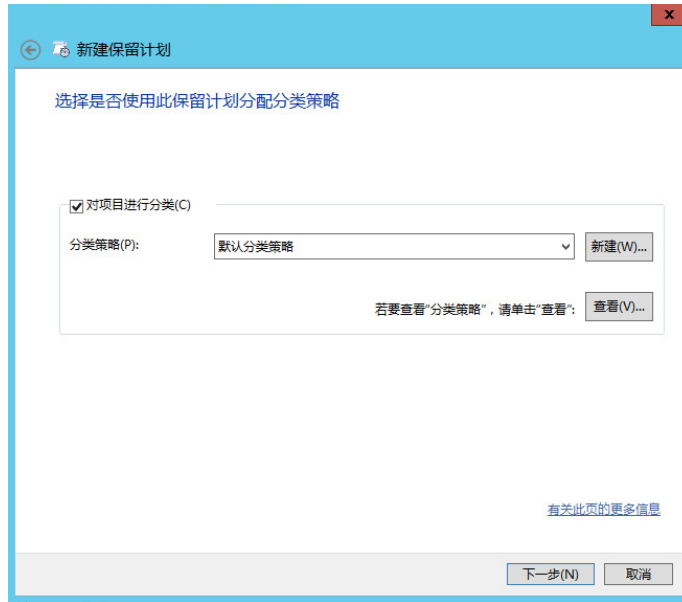 x
新建保留计划
选择是否使用此保留计划分配分类策略
对项目进行分类(C)
分类策略(P): 默认分类策略 新建(W)...
若要查看“分类策略”，请单击“查看”: 查看(V)...
有关此页的更多信息
下一步(N) 取消